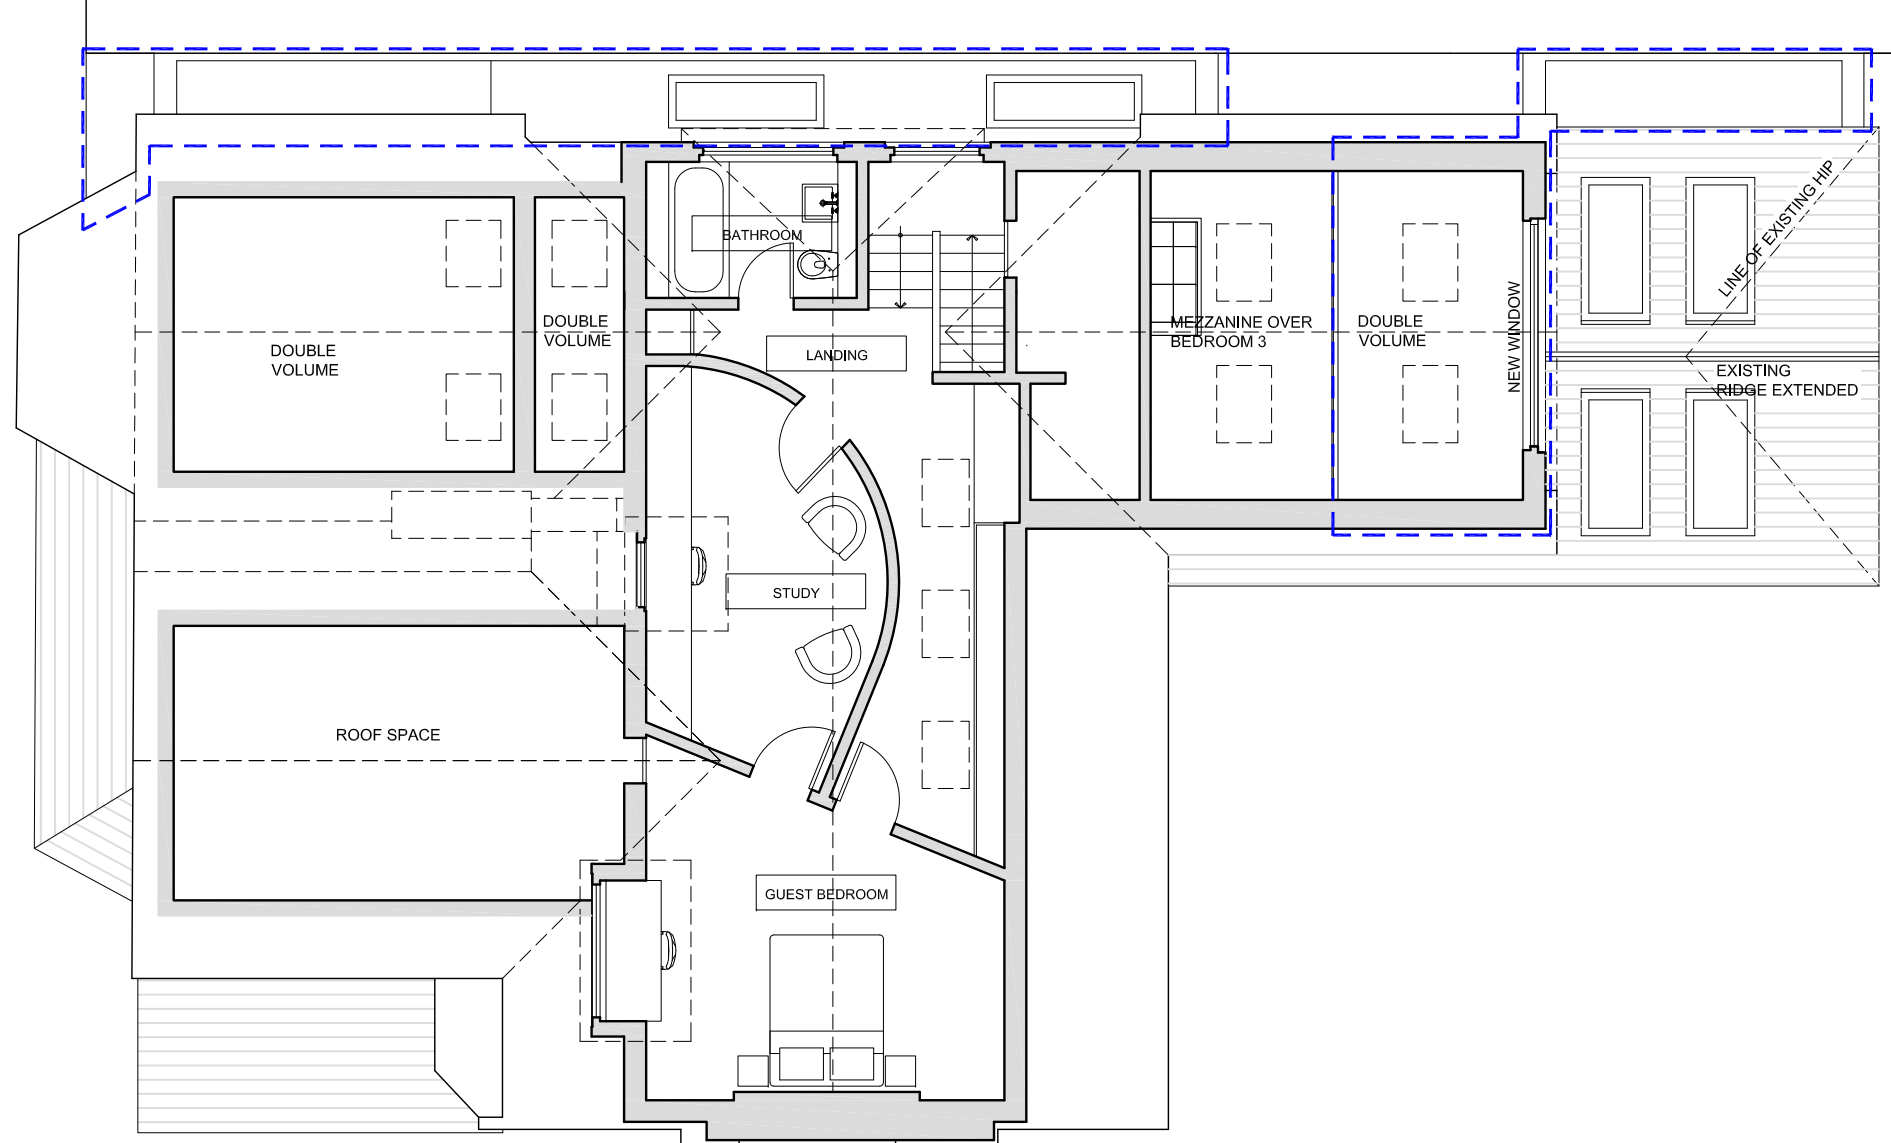 BATHROOM
LINE OF EXISTING HIP
DOUBLE
VOLUME
DOUBLE
VOLUME
LANDING
MEZZANINE OVER
BEDROOM 3
DOUBLE
VOLUME
NEW WINDOW
EXISTING
RIDGE EXTENDED
STUDY
ROOF SPACE
GUEST BEDROOM